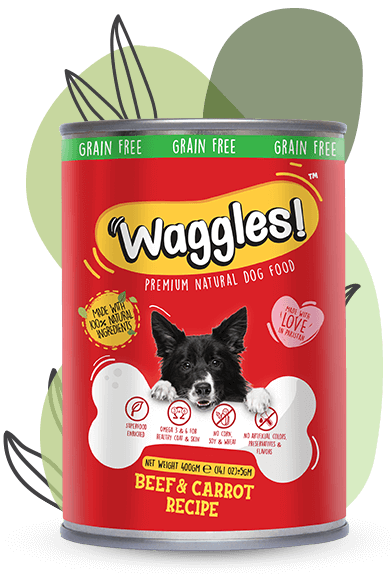 GRAIN FREE GRAIN FREE GRAIN FREE
TM
Waggles!
PREMIUM NATURAL DOG FOOD
MADE WITH
100% NATURAL
INGREDIENTS
MADE WITH
LOVE
IN PAKISTAN
SUPERFOOD
ENRICHED
OMEGA 3 & 6 FOR
HEALTHY COAT & SKIN
NO CORN,
SOY & WHEAT
NO ARTIFICIAL COLORS,
PRESERVATIVES &
FLAVORS
NET WEIGHT 400GM ℮ (14.1 OZ)±5GM
BEEF & CARROT
RECIPE